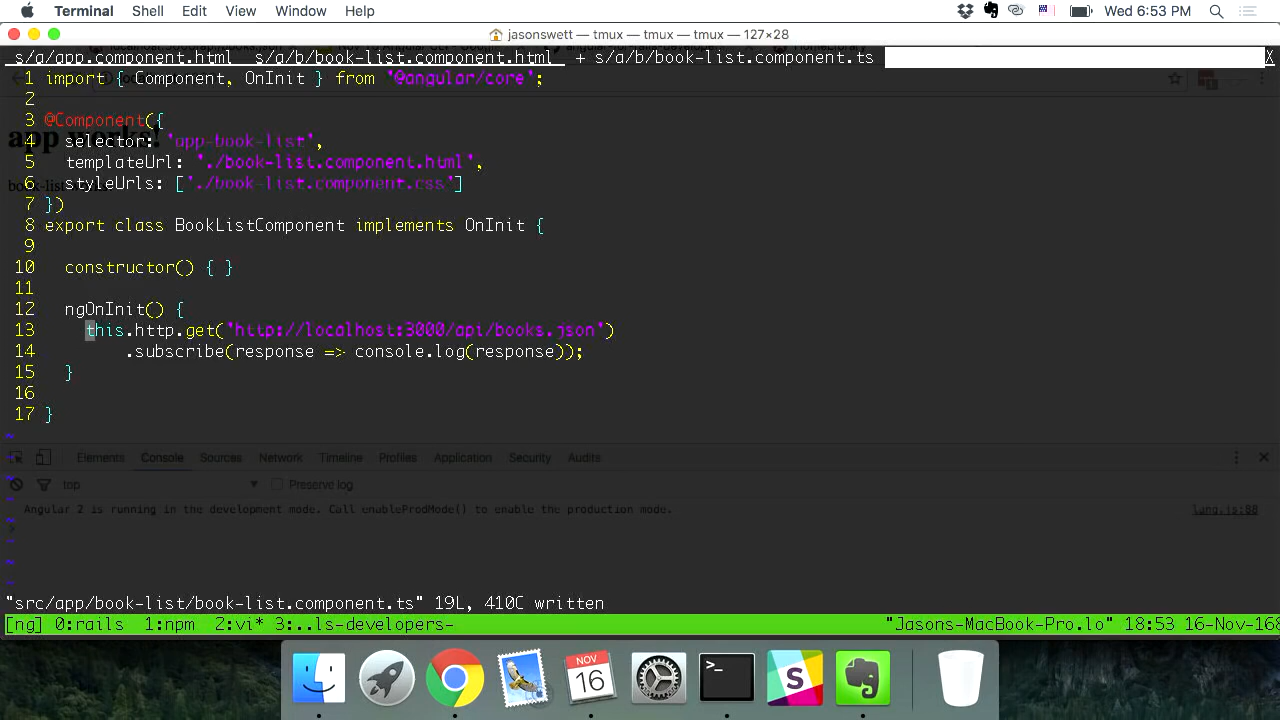 Terminal Shell Edit View Window Help Wed 6:53 PM
jasonswett — tmux — tmux — tmux — 127×28
s/a/app.component.html s/a/b/book-list.component.html + s/a/b/book-list.component.ts X
1 import { Component, OnInit } from '@angular/core';
2
3 @Component({
app works!
4 selector: 'app-book-list',
5 templateUrl: './book-list.component.html',
6 styleUrls: ['./book-list.component.css']
7 })
8 export class BookListComponent implements OnInit {
9
10 constructor() { }
11
12 ngOnInit() {
13 this.http.get('http://localhost:3000/api/books.json')
14 .subscribe(response => console.log(response));
15 }
16
17 }
~
Elements Console Sources Network Timeline Profiles Application Security Audits
top Preserve log
Angular 2 is running in the development mode. Call enableProdMode() to enable the production mode. lang.js:88
~
~
~
"src/app/book-list/book-list.component.ts" 19L, 410C written
[ng] 0:rails 1:npm 2:vi* 3:..ls-developers- "Jasons-MacBook-Pro.lo" 18:53 16-Nov-168
NOV
16
>_
S